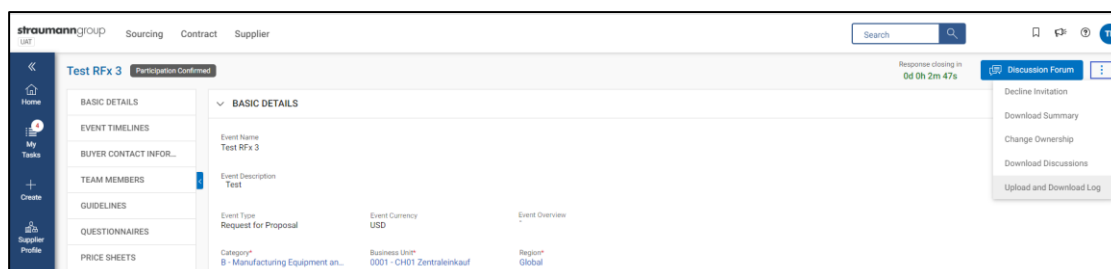 straumanngroup
UAT
Sourcing Contract Supplier
Search
Home
4
My
Tasks
Create
Supplier
Profile
Test RFx 3 Participation Confirmed
Response closing in
0d 0h 2m 47s
Discussion Forum
Decline Invitation
Download Summary
Change Ownership
Download Discussions
Upload and Download Log
BASIC DETAILS
EVENT TIMELINES
BUYER CONTACT INFOR...
TEAM MEMBERS
GUIDELINES
QUESTIONNAIRES
PRICE SHEETS
BASIC DETAILS
Event Name
Test RFx 3
Event Description
Test
Event Type Event Currency Event Overview
Request for Proposal USD -
Category* Business Unit* Region*
B - Manufacturing Equipment an... 0001 - CH01 Zentraleinkauf Global